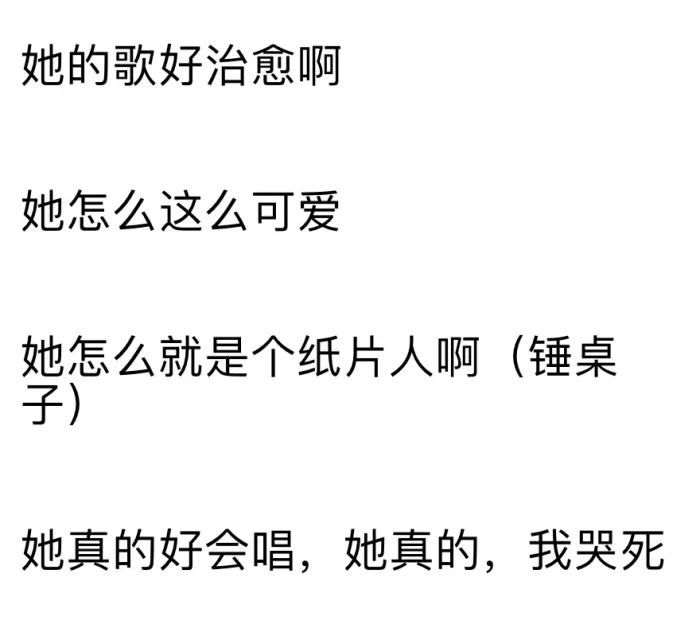 她的歌好治愈啊
她怎么这么可爱
她怎么就是个纸片人啊（锤桌
子）
她真的好会唱，她真的，我哭死